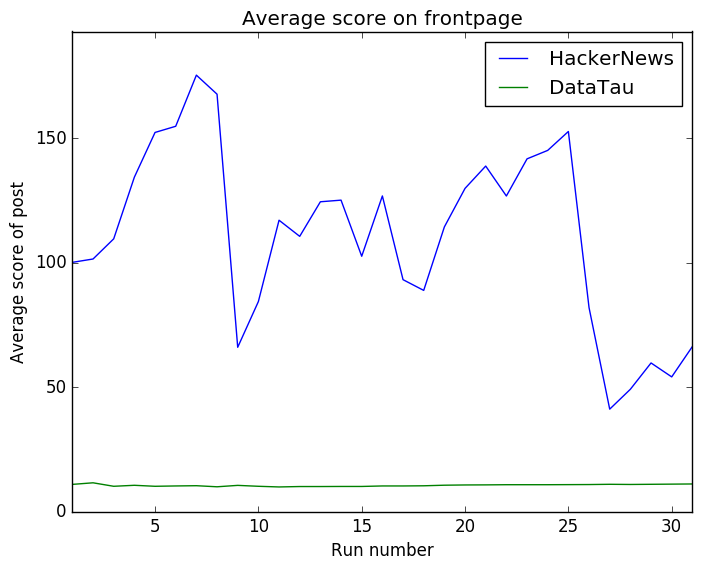 Average score on frontpage
HackerNews
DataTau
Average score of post
150
100
50
0
5 10 15 20 25 30
Run number